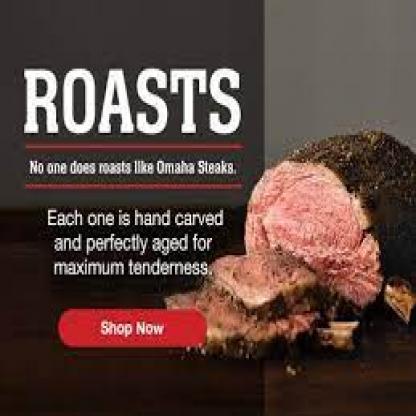 ROASTS
No one does roasts like Omaha Steaks.
Each one is hand carved
and perfectly aged for
maximum tenderness.
Shop Now